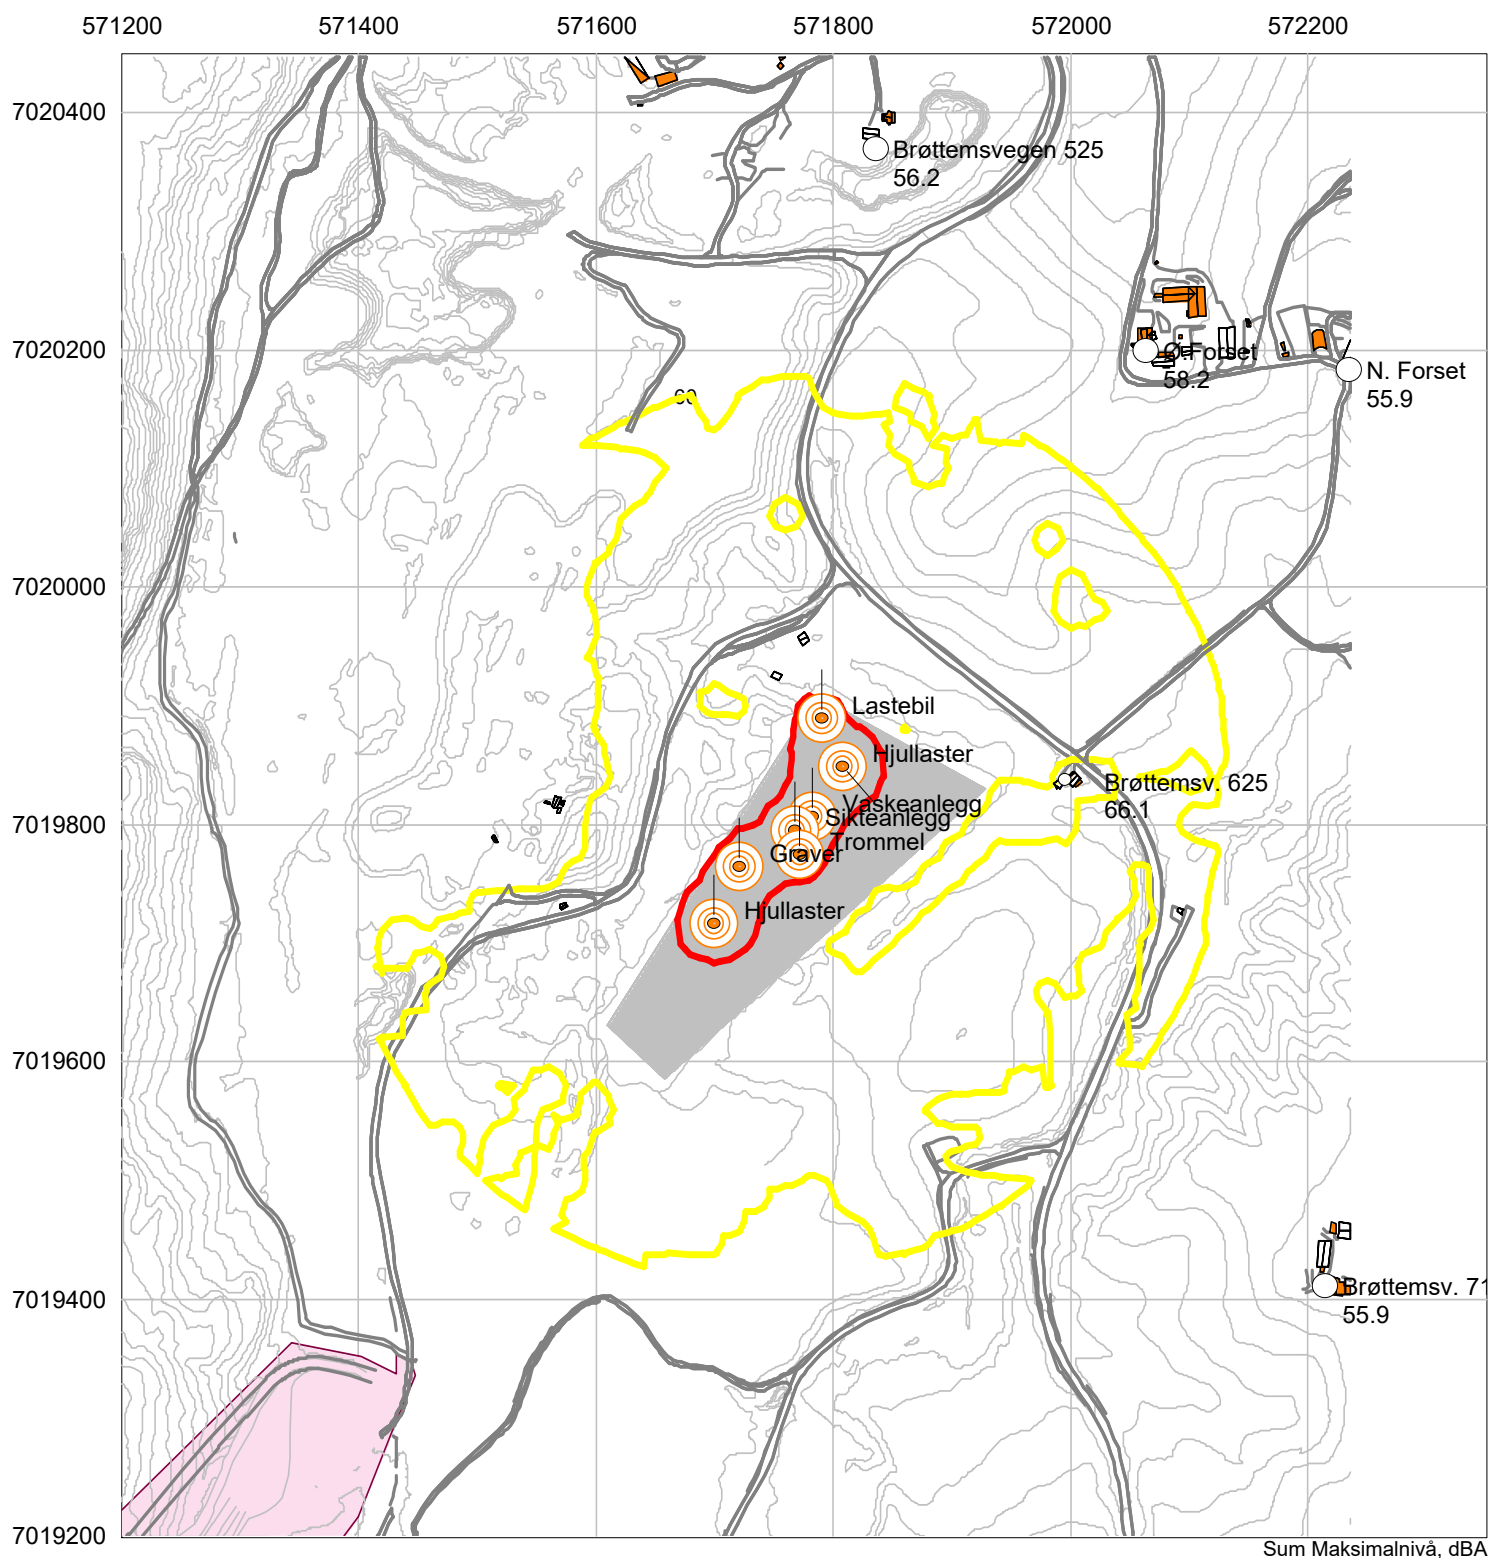 571200 571400 571600 571800 572000 572200
7020400
Brøttemsvegen 525
56.2
7020200
Ø.Forset
58.2
N. Forset
55.9
60
7020000
Lastebil
Hjullaster
Brøttemsv. 625
66.1
7019800
Vaskeanlegg
Sikteanlegg
Trommel
Graver
Hjullaster
7019600
7019400
Brøttemsv. 71
55.9
7019200
Sum Maksimalnivå, dBA